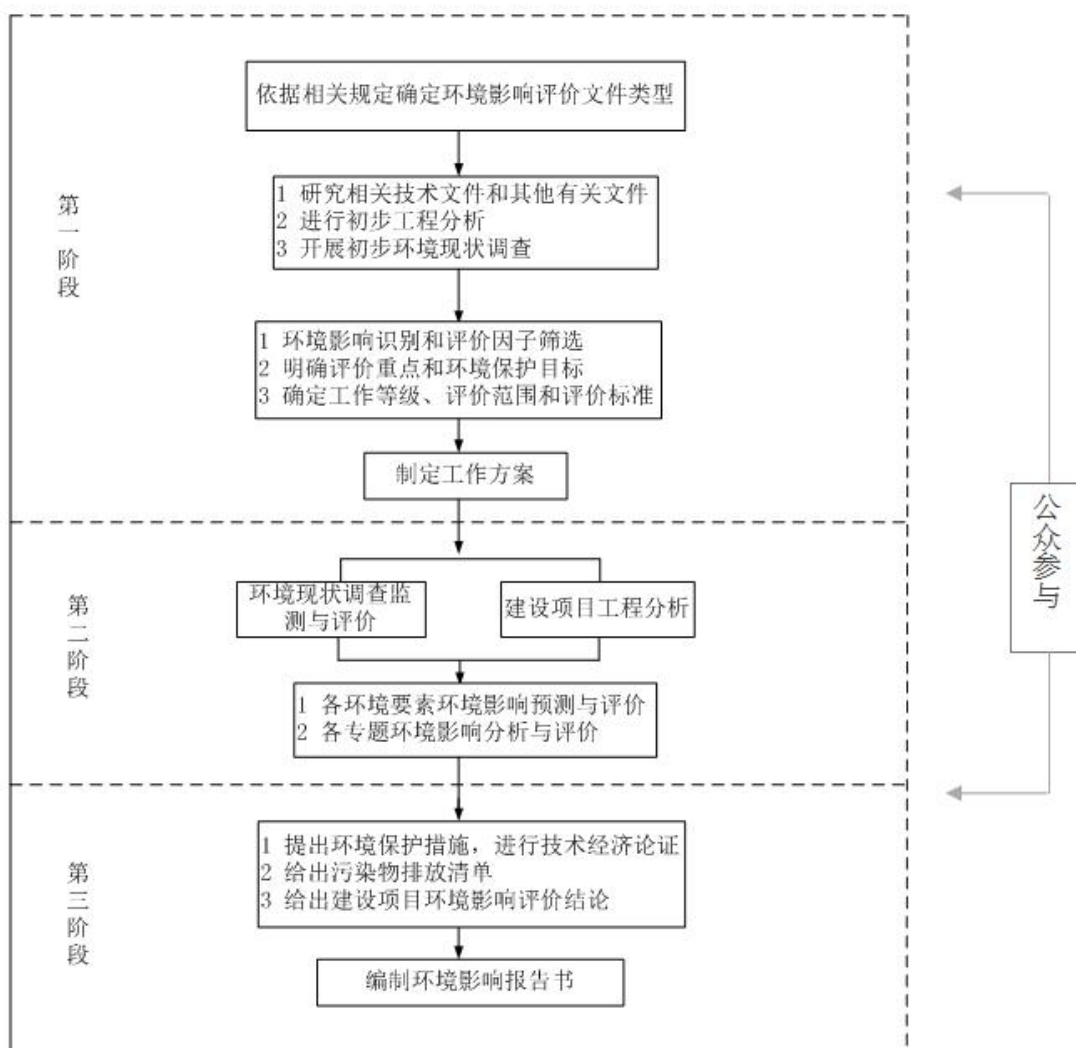 依据相关规定确定环境影响评价文件类型
第一阶段
1 研究相关技术文件和其他有关文件
2 进行初步工程分析
3 开展初步环境现状调查
1 环境影响识别和评价因子筛选
2 明确评价重点和环境保护目标
3 确定工作等级、评价范围和评价标准
制定工作方案
公众参与
第二阶段
环境现状调查监
测与评价
建设项目工程分析
1 各环境要素环境影响预测与评价
2 各专题环境影响分析与评价
第三阶段
1 提出环境保护措施，进行技术经济论证
2 给出污染物排放清单
3 给出建设项目环境影响评价结论
编制环境影响报告书